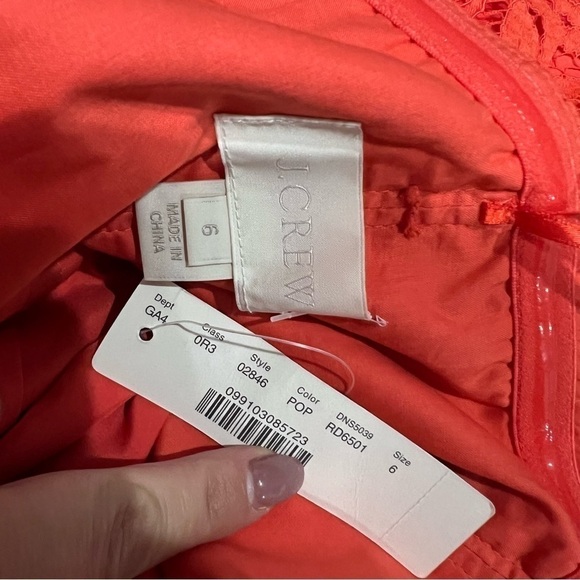 J.CREW
6
MADE IN
CHINA
Dept Class Style Color DNS5039 Size
GA4 0R3 02846 POP RD6501 6
099103085723